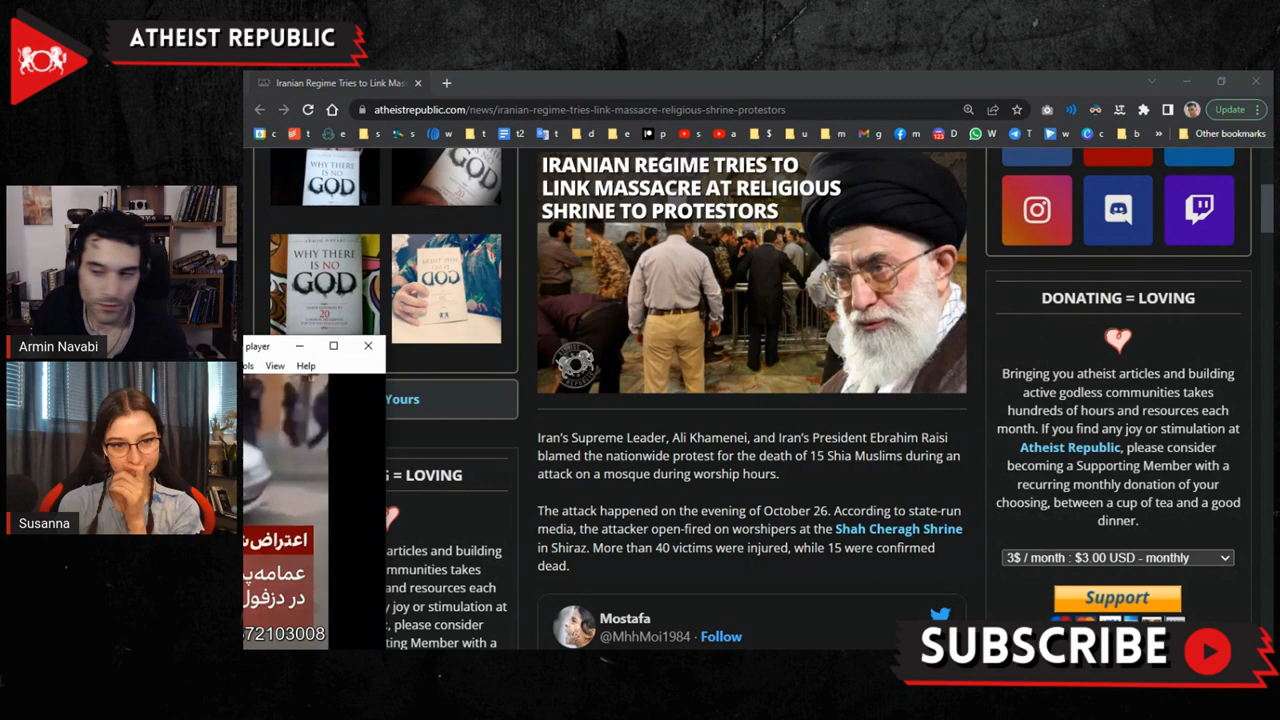 ATHEIST REPUBLIC
Iranian Regime Tries to Link Mas
atheistrepublic.com/news/iranian-regime-tries-link-massacre-religious-shrine-protestors
Update
c t e s s w t t2 t d e p s a $ u m g m D W T w c b » Other bookmarks
WHY THERE IS NO GOD
GOD
ARMIN NAVABI
WHY THERE
IS NO
GOD
20
IRANIAN REGIME TRIES TO
LINK MASSACRE AT RELIGIOUS
SHRINE TO PROTESTORS
Armin Navabi
Susanna
player
ols View Help
اعتراض
عمامه‌پ
در دزفول
372103008
Yours
G = LOVING
articles and building
mmunities takes
nd resources each
y joy or stimulation at
, please consider
ting Member with a
Iran's Supreme Leader, Ali Khamenei, and Iran's President Ebrahim Raisi
blamed the nationwide protest for the death of 15 Shia Muslims during an
attack on a mosque during worship hours.
The attack happened on the evening of October 26. According to state-run
media, the attacker open-fired on worshipers at the Shah Cheragh Shrine
in Shiraz. More than 40 victims were injured, while 15 were confirmed
dead.
Mostafa
@MhhMoi1984 · Follow
DONATING = LOVING
Bringing you atheist articles and building
active godless communities takes
hundreds of hours and resources each
month. If you find any joy or stimulation at
Atheist Republic, please consider
becoming a Supporting Member with a
recurring monthly donation of your
choosing, between a cup of tea and a good
dinner.
3$ / month : $3.00 USD - monthly
Support
SUBSCRIBE